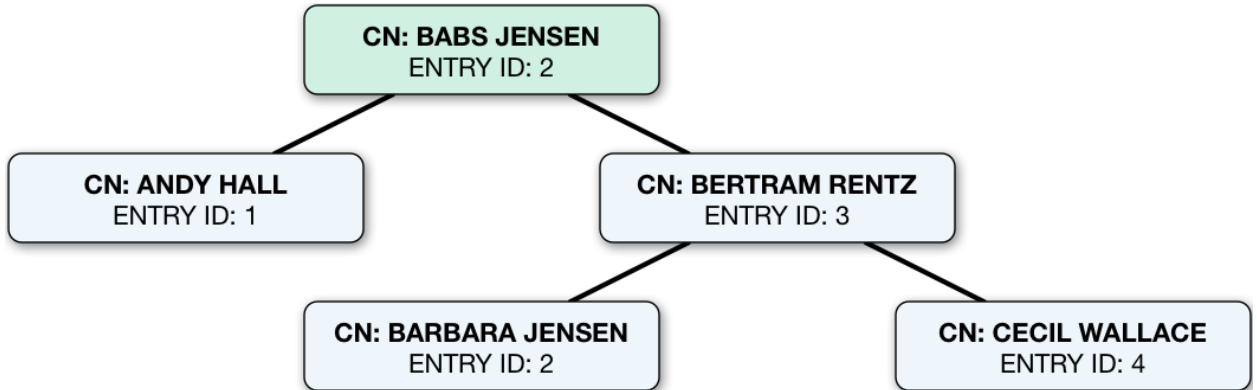 CN: BABS JENSEN
ENTRY ID: 2
CN: ANDY HALL
ENTRY ID: 1
CN: BERTRAM RENTZ
ENTRY ID: 3
CN: BARBARA JENSEN
ENTRY ID: 2
CN: CECIL WALLACE
ENTRY ID: 4